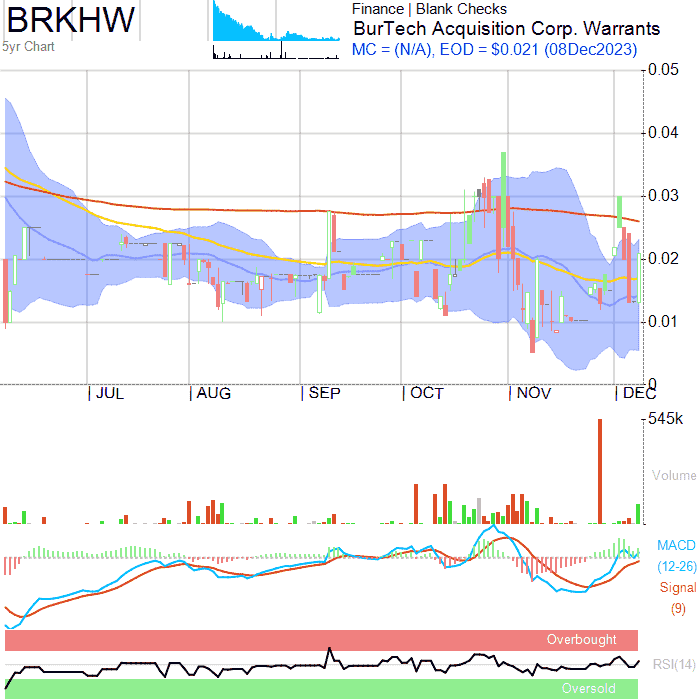 BRKHW
5yr Chart
Finance | Blank Checks
BurTech Acquisition Corp. Warrants
MC = (N/A), EOD = $0.021 (08Dec2023)
0.05
0.04
0.03
0.02
0.01
0
JUL AUG SEP OCT NOV DEC
545k
Volume
MACD
(12-26)
Signal
(9)
Overbought
RSI(14)
Oversold